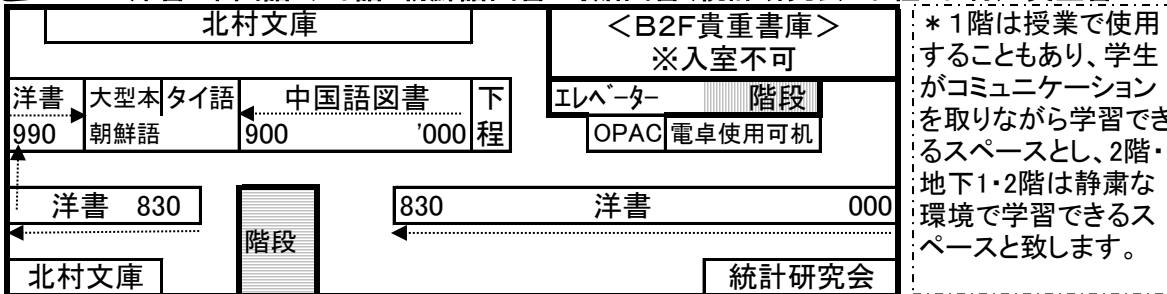 北村文庫
<B2F貴重書庫>
※入室不可
洋書
990
大型本
朝鮮語
タイ語
中国語図書
900 '000
下
程
エレベーター 階段
OPAC 電卓使用可机
洋書 830
階段
830 洋書 000
北村文庫
統計研究会
*1階は授業で使用
することもあり、学生
がコミュニケーション
を取りながら学習でき
るスペースとし、2階・
地下1・2階は静粛な
環境で学習できるス
ペースと致します。